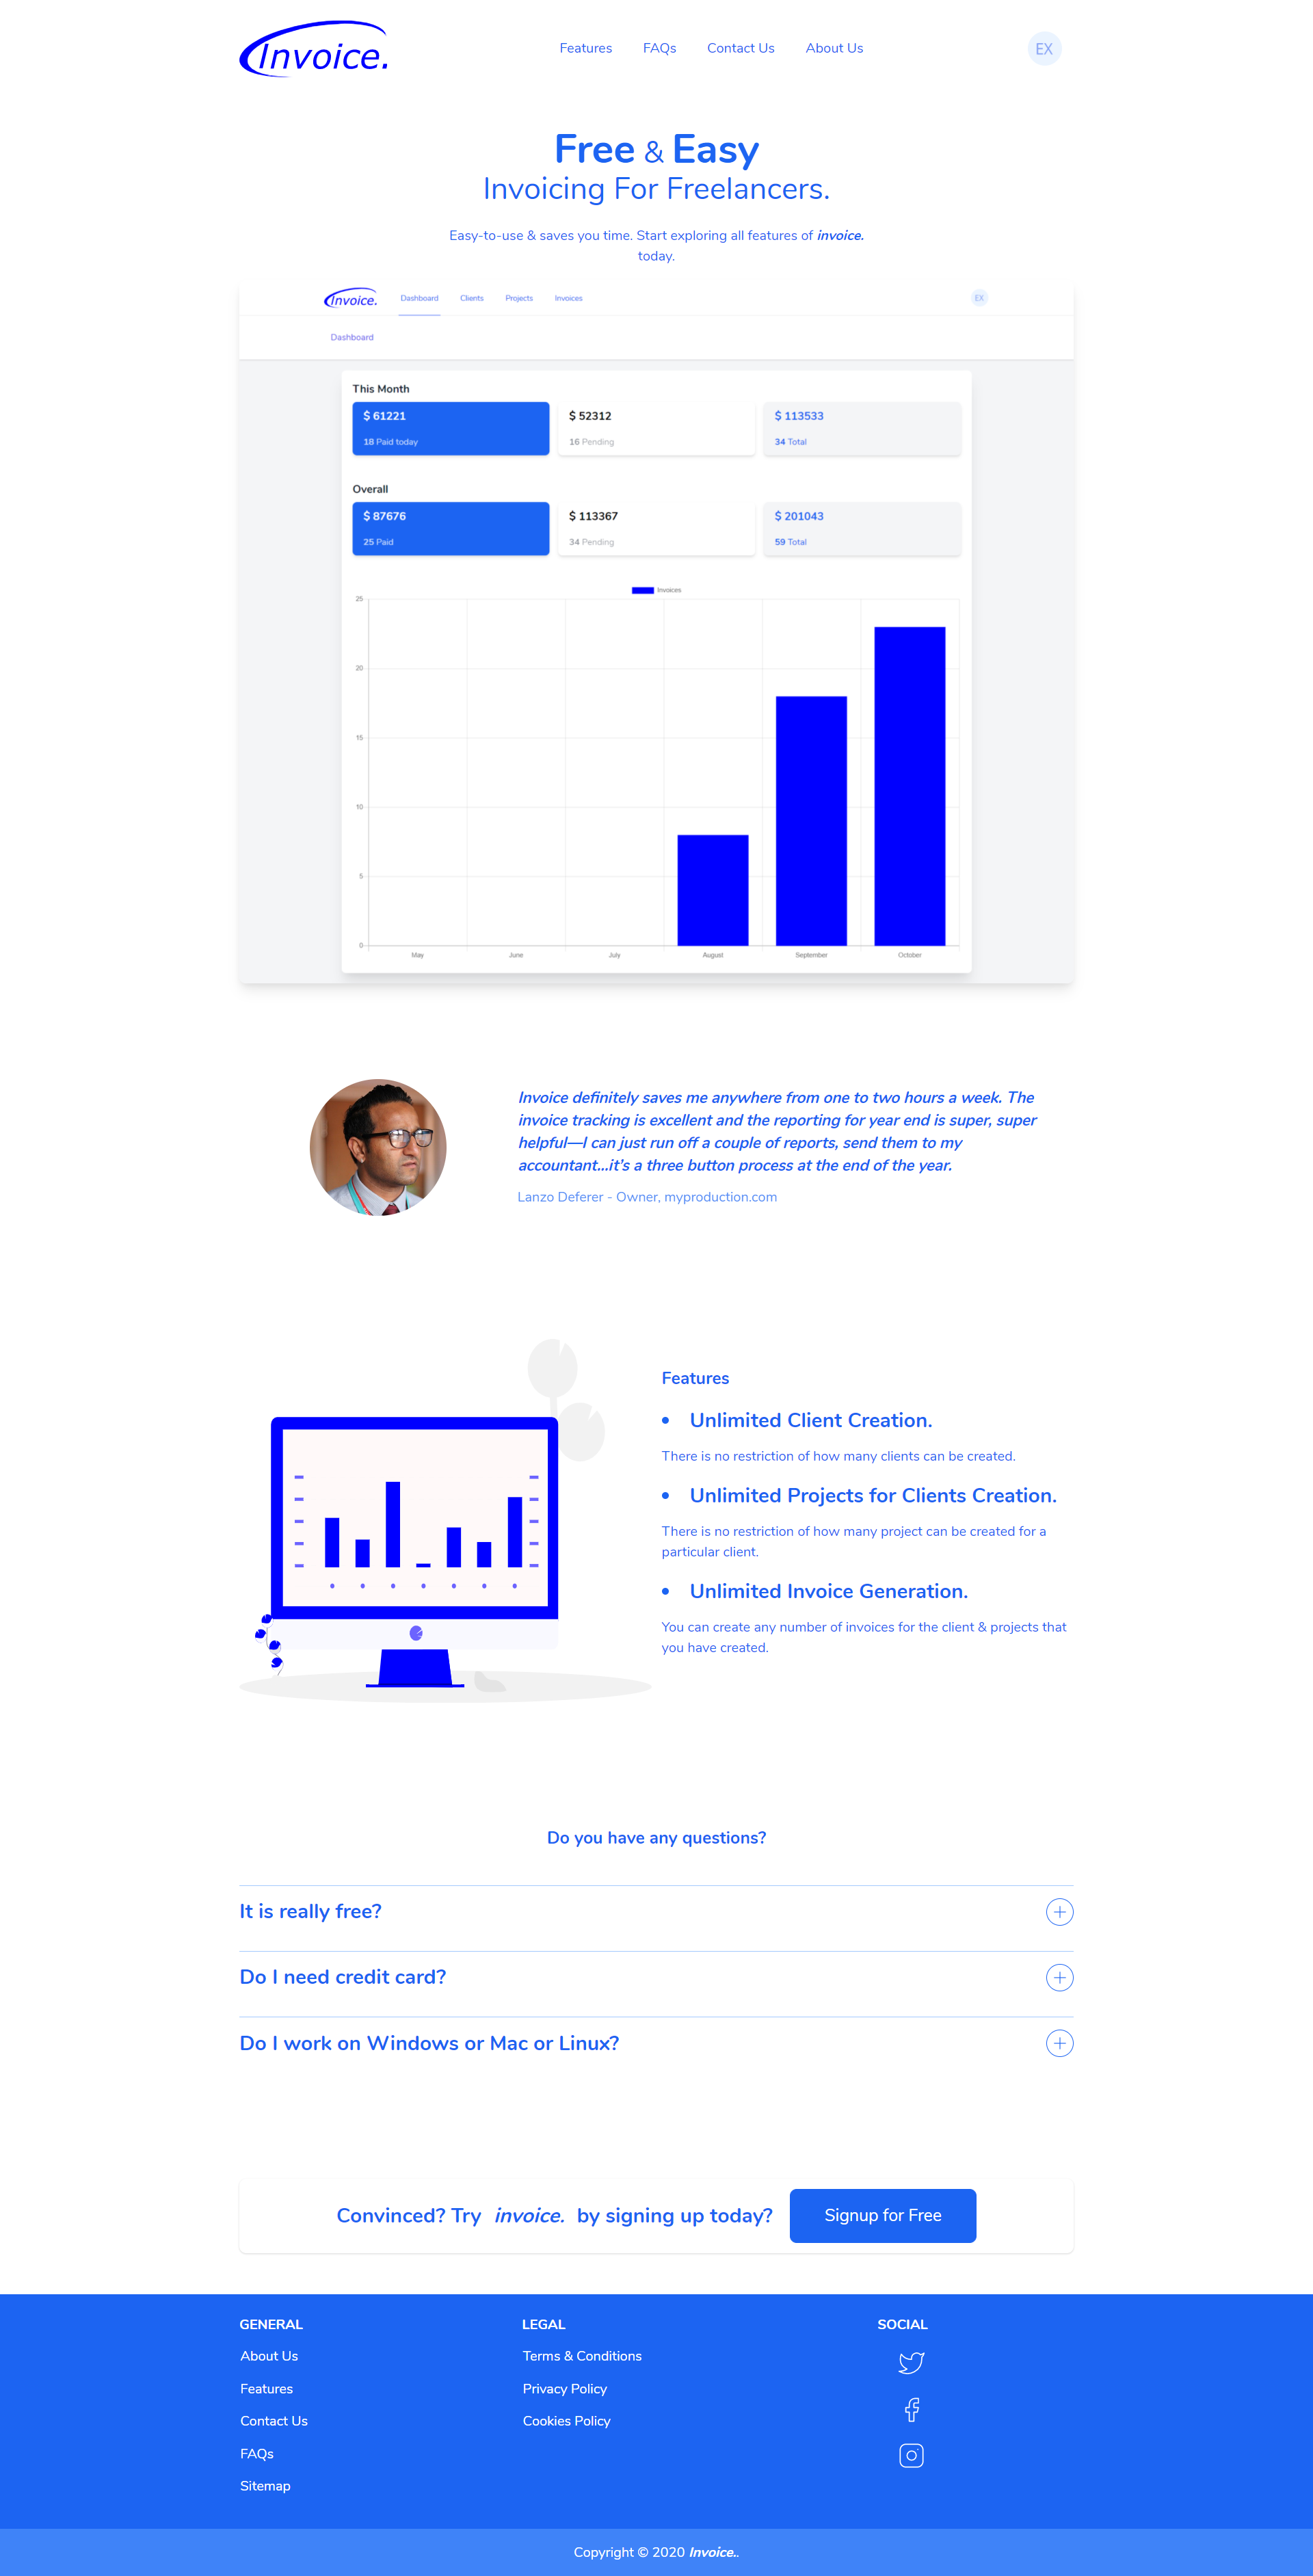 Invoice.
Features
FAQs
Contact Us
About Us
EX
Free & Easy
Invoicing For Freelancers.
Easy-to-use & saves you time. Start exploring all features of invoice.
today.
Invoice.
Dashboard
Clients
Projects
Invoices
EX
Dashboard
This Month
$ 61221
18 Paid today
$ 52312
16 Pending
$ 113533
34 Total
Overall
$ 87676
25 Paid
$ 113367
34 Pending
$ 201043
59 Total
Invoices
25
20
15
10
5
0
May
June
July
August
September
October
Invoice definitely saves me anywhere from one to two hours a week. The
invoice tracking is excellent and the reporting for year end is super, super
helpful—I can just run off a couple of reports, send them to my
accountant...it's a three button process at the end of the year.
Lanzo Deferer - Owner, myproduction.com
Features
• Unlimited Client Creation.
There is no restriction of how many clients can be created.
• Unlimited Projects for Clients Creation.
There is no restriction of how many project can be created for a
particular client.
• Unlimited Invoice Generation.
You can create any number of invoices for the client & projects that
you have created.
Do you have any questions?
It is really free?
Do I need credit card?
Do I work on Windows or Mac or Linux?
Convinced? Try invoice. by signing up today?
Signup for Free
GENERAL
About Us
Features
Contact Us
FAQs
Sitemap
LEGAL
Terms & Conditions
Privacy Policy
Cookies Policy
SOCIAL
Copyright © 2020 Invoice..